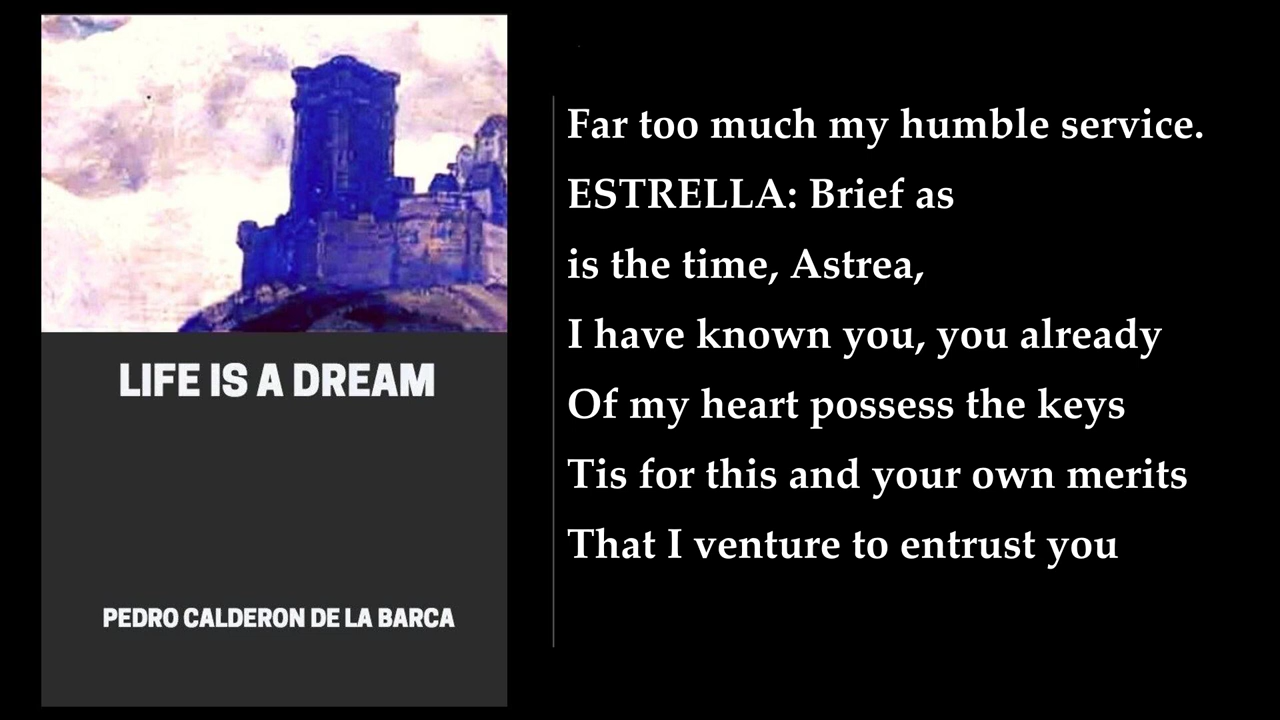 LIFE IS A DREAM
PEDRO CALDERON DE LA BARCA
Far too much my humble service.
ESTRELLA: Brief as
is the time, Astrea,
I have known you, you already
Of my heart possess the keys
Tis for this and your own merits
That I venture to entrust you